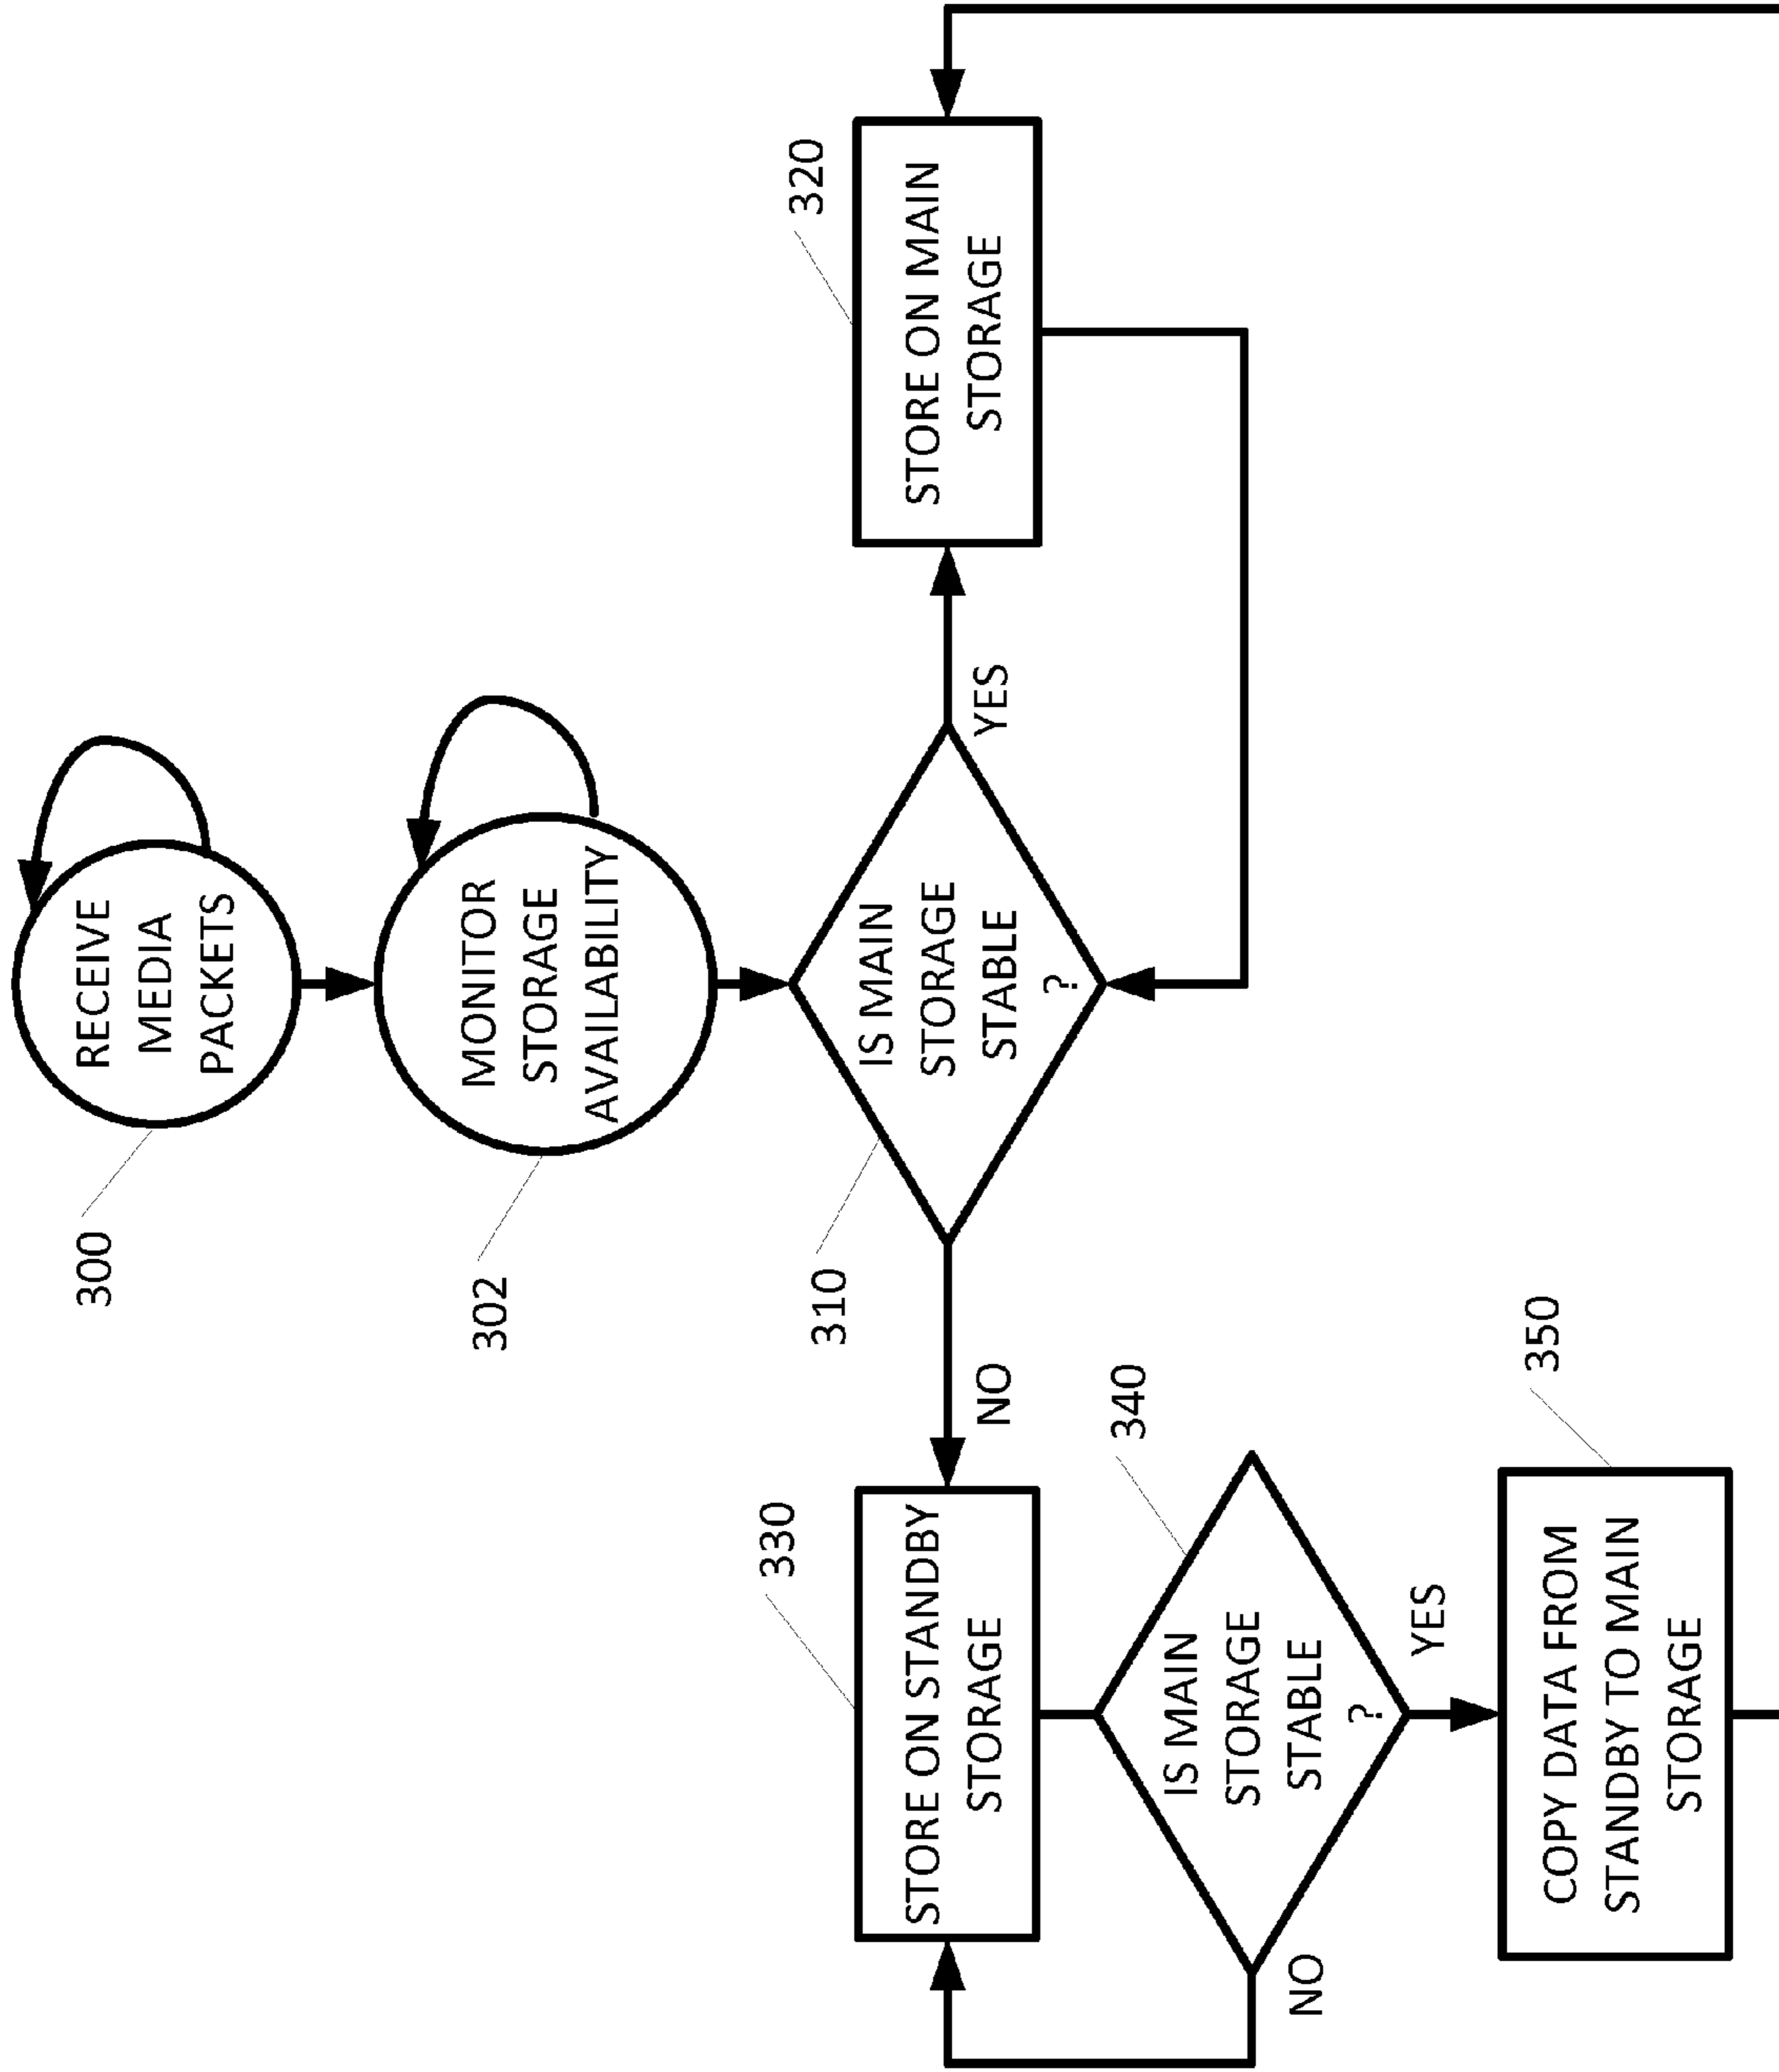 300
RECEIVE
MEDIA
PACKETS
302
MONITOR
STORAGE
AVAILABILITY
310
IS MAIN
STORAGE
STABLE
?
NO
YES
330
STORE ON STANDBY
STORAGE
320
STORE ON MAIN
STORAGE
340
IS MAIN
STORAGE
STABLE
?
NO
YES
350
COPY DATA FROM
STANDBY TO MAIN
STORAGE